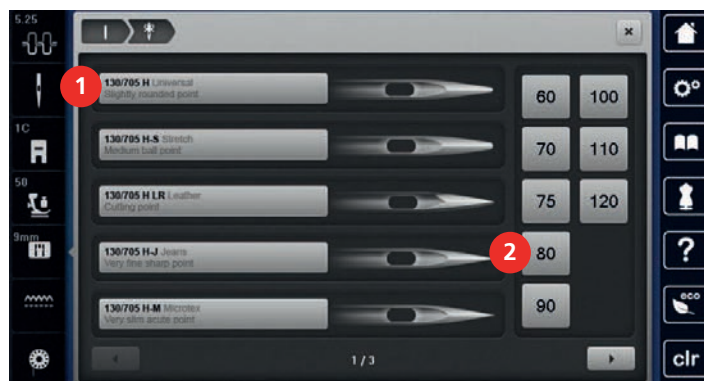 5.25
1
130/705 H Universal
Slightly rounded point
60 100
1C
130/705 H-S Stretch
Medium ball point
70 110
50
130/705 H LR Leather
Cutting point
75 120
9mm
130/705 H-J Jeans
Very fine sharp point
2
80
?
130/705 H-M Microtex
Very slim acute point
90
eco
1/3
clr